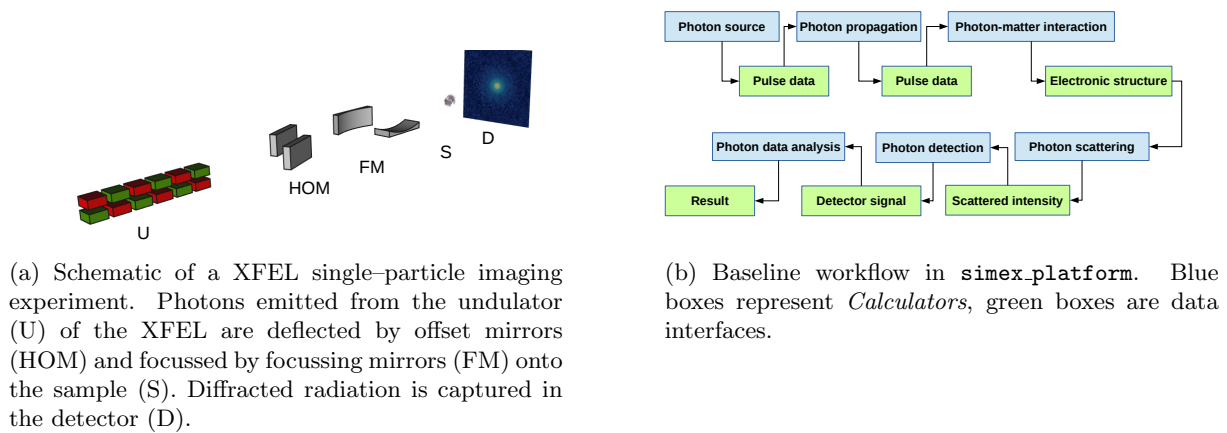 U
HOM
FM
S
D
(a) Schematic of a XFEL single–particle imaging
experiment. Photons emitted from the undulator
(U) of the XFEL are deflected by offset mirrors
(HOM) and focussed by focussing mirrors (FM) onto
the sample (S). Diffracted radiation is captured in
the detector (D).
Photon source
Photon propagation
Photon-matter interaction
Pulse data
Pulse data
Electronic structure
Photon data analysis
Photon detection
Photon scattering
Result
Detector signal
Scattered intensity
(b) Baseline workflow in simex_platform. Blue
boxes represent Calculators, green boxes are data
interfaces.